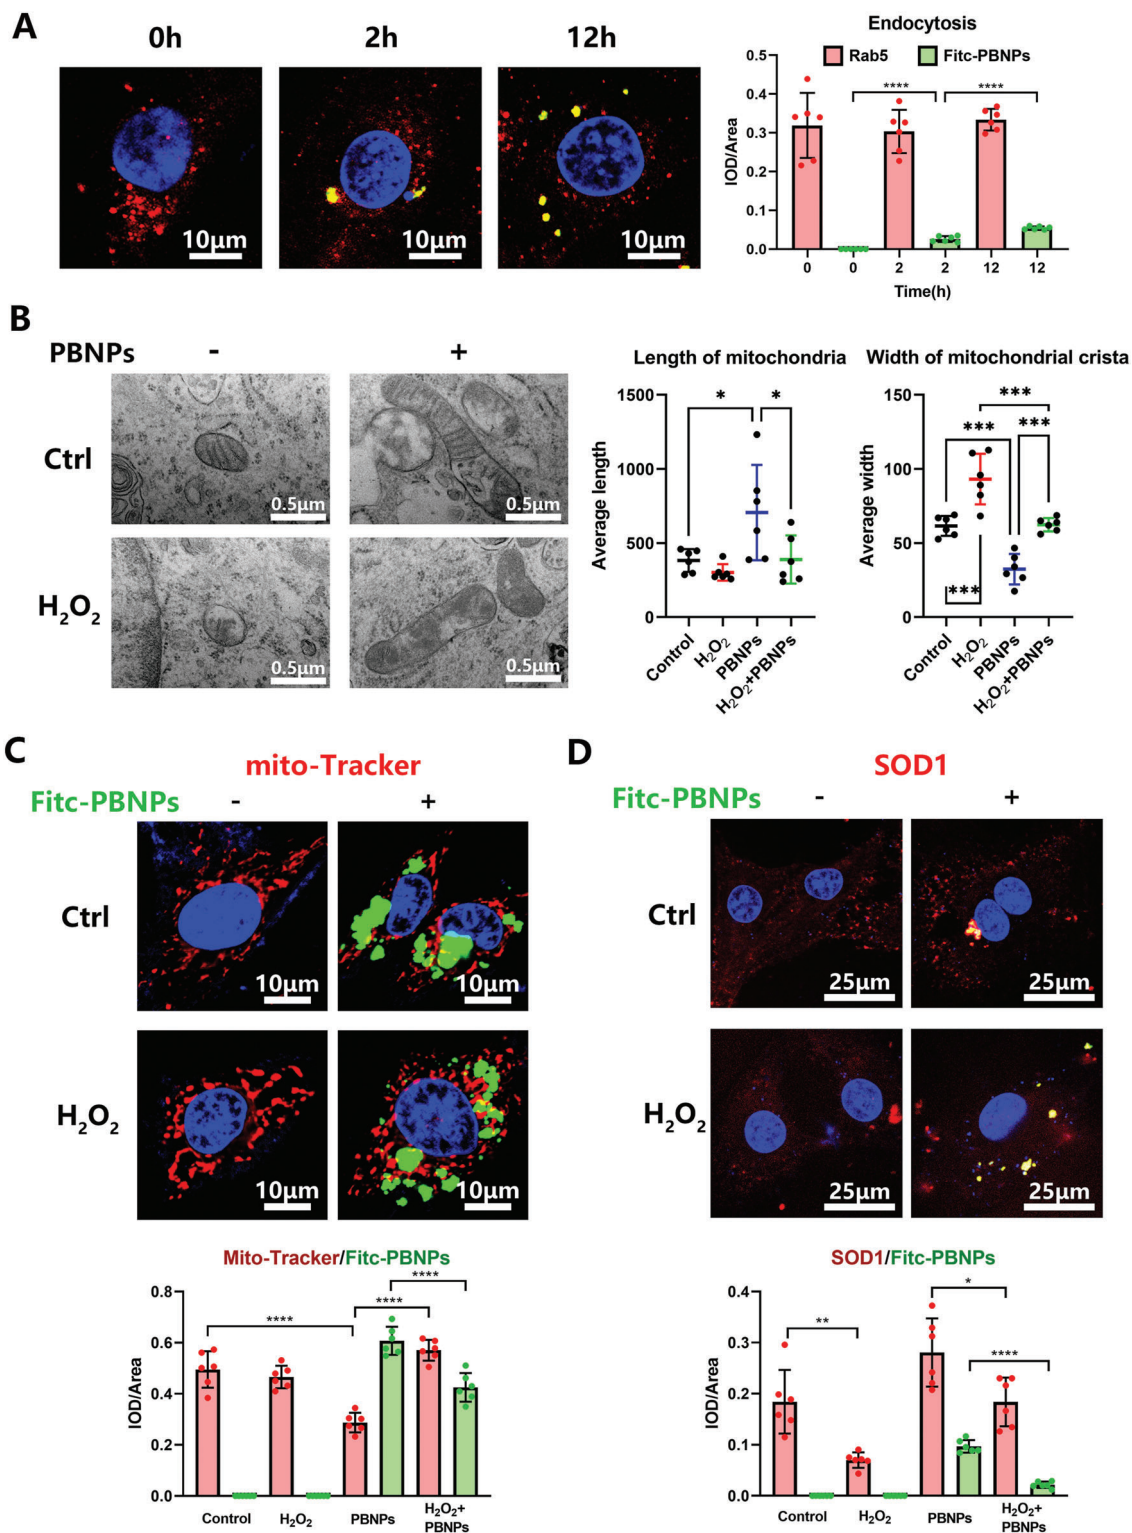 A
0h 2h 12h
10μm 10μm 10μm
Endocytosis
Rab5 Fitc-PBNPs
**** ****
IOD/Area
0.5
0.4
0.3
0.2
0.1
0.0
0 0 2 2 12 12
Time(h)
B
PBNPs - +
Ctrl
0.5μm 0.5μm
H₂O₂
0.5μm 0.5μm
Length of mitochondria
Average length
1500
1000
500
0
* *
Control H₂O₂ PBNPs H₂O₂+PBNPs
Width of mitochondrial crista
Average width
150
100
50
0
***
*** ***
***
Control H₂O₂ PBNPs H₂O₂+PBNPs
C
mito-Tracker
Fitc-PBNPs - +
Ctrl
10μm 10μm
H₂O₂
10μm 10μm
Mito-Tracker/Fitc-PBNPs
IOD/Area
0.8
0.6
0.4
0.2
0.0
****
**** ****
Control H₂O₂ PBNPs H₂O₂+
PBNPs
D
SOD1
Fitc-PBNPs - +
Ctrl
25μm 25μm
H₂O₂
25μm 25μm
SOD1/Fitc-PBNPs
IOD/Area
0.4
0.3
0.2
0.1
0.0
*
**
****
Control H₂O₂ PBNPs H₂O₂+
PBNPs